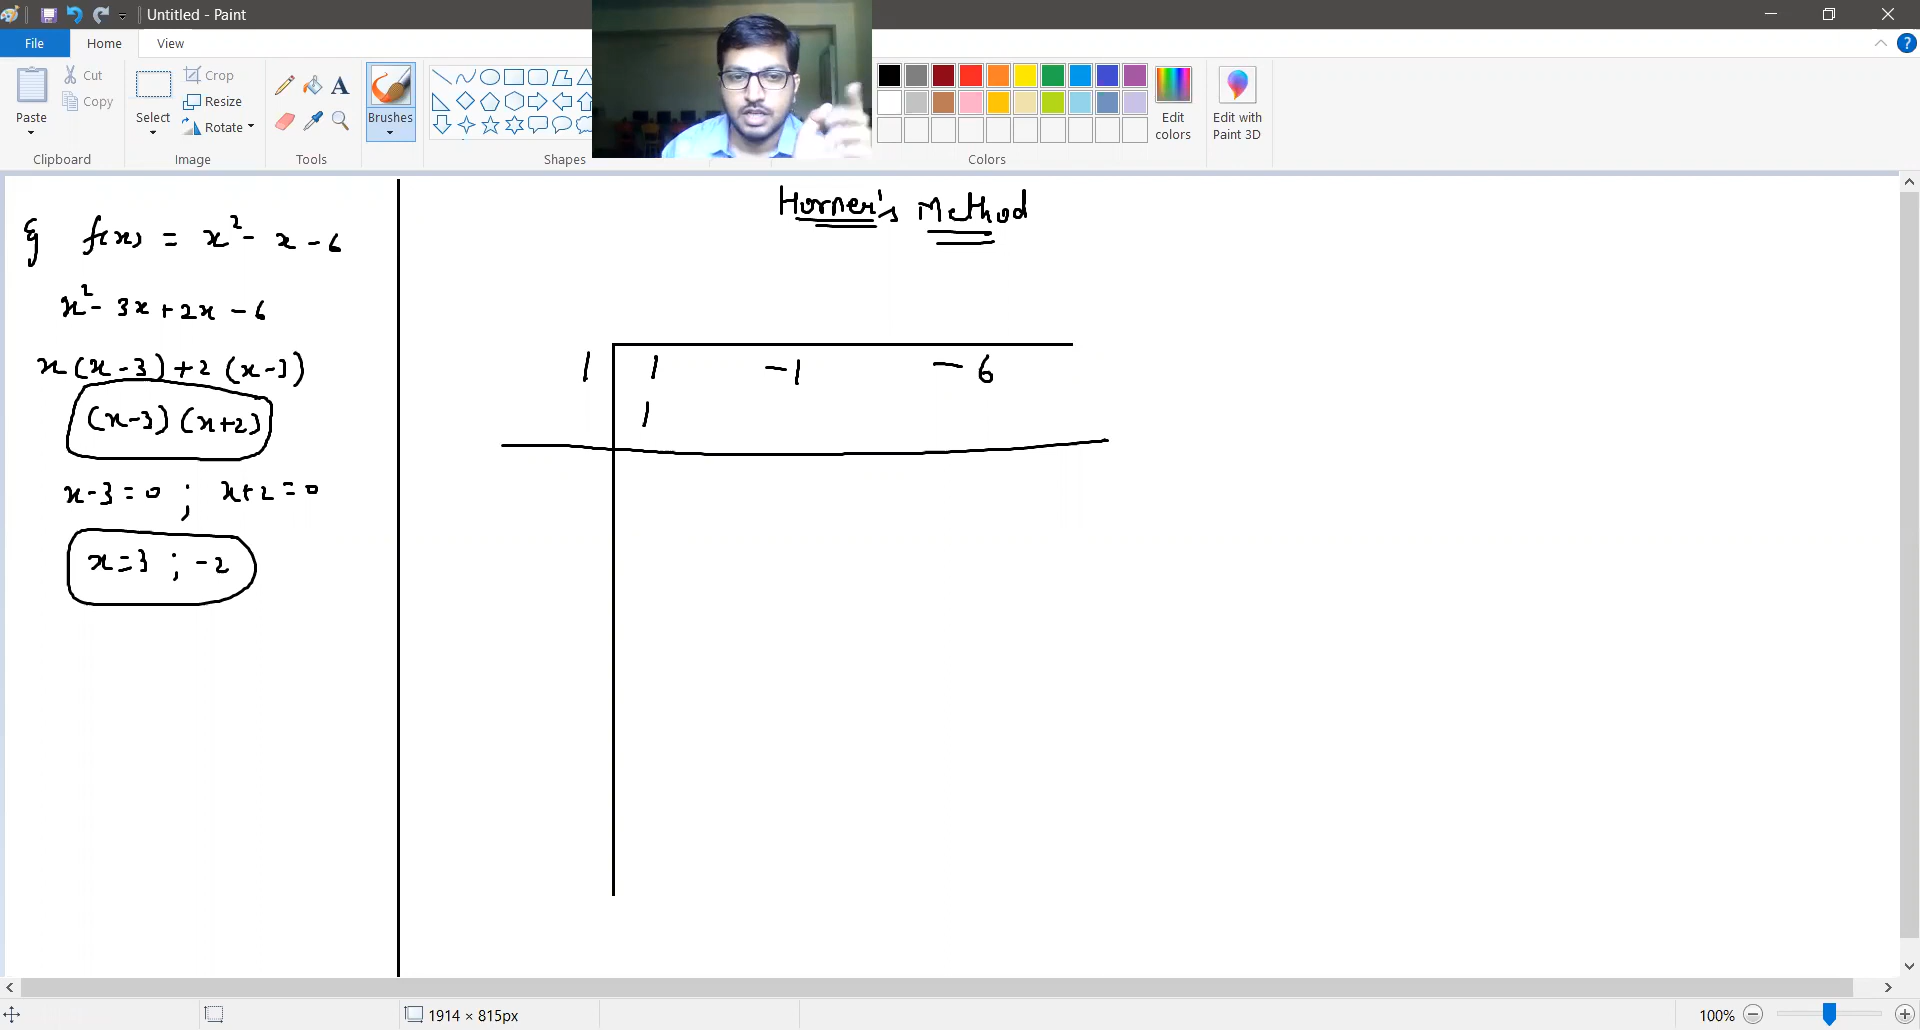 Untitled - Paint
File Home View
Paste
Cut
Copy
Clipboard
Select
Crop
Resize
Rotate
Image
Tools
Brushes
Shapes
Colors
Edit colors
Edit with Paint 3D
Horner's Method
f(x) = x² - x - 6
x² - 3x + 2x - 6
x (x - 3) + 2 (x - 3)
(x-3) (x+2)
x-3 = 0 ; x+2 = 0
x = 3 ; -2
1 1 -1 -6
1
1914 × 815px
100%